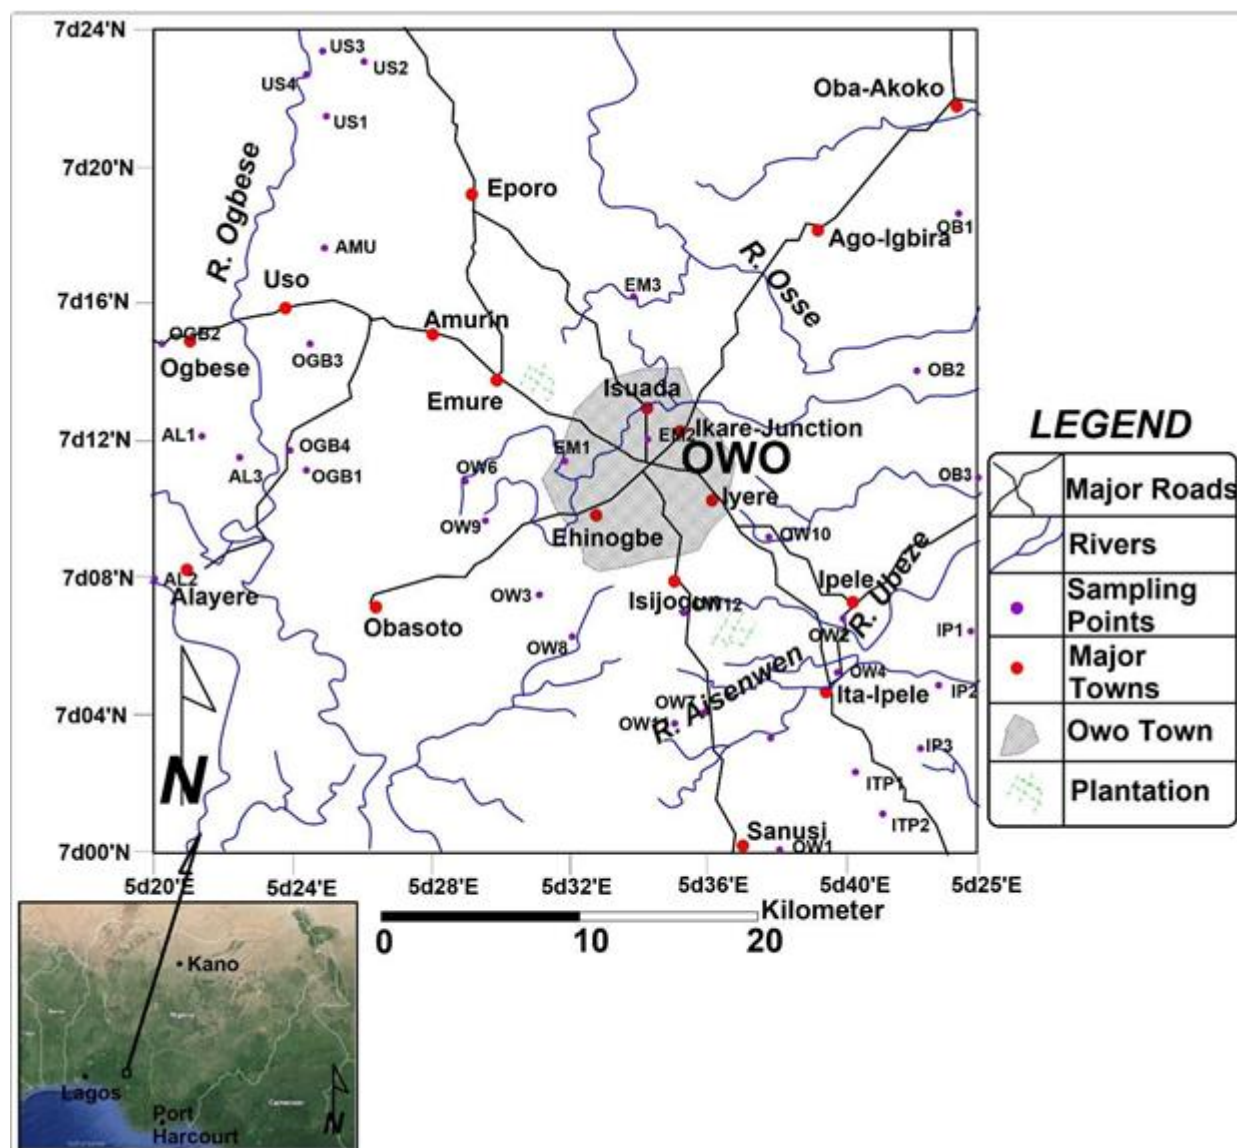 7d24'N
US3
US2
US4
US1
Oba-Akoko
7d20'N
Eporo
R. Ogbese
OB1
Ago-Igbira
AMU
R. Osse
Uso
EM3
7d16'N
Amurin
OGB2
Ogbese
OGB3
OB2
Emure
Isuada
7d12'N
AL1
OGB4
EM1
EM2
Ikare-Junction
OWO
AL3
OGB1
OW6
OB3
Iyere
OW9
Ehinogbe
OW10
7d08'N
AL2
Alayere
OW3
Isijogun
OW12
Ipele
R. Ubeze
Obasoto
OW8
OW2
IP1
R. Aisenwen
OW4
OW7
Ita-Ipele
IP2
7d04'N
OW11
IP3
N
ITP1
ITP2
Sanusi
OW1
7d00'N
5d20'E
5d24'E
5d28'E
5d32'E
5d36'E
5d40'E
5d25'E
Kilometer
0
10
20
LEGEND
Major Roads
Rivers
Sampling
Points
Major
Towns
Owo Town
Plantation
Kano
Nigeria
Lagos
Port
Harcourt
Cameroon
N